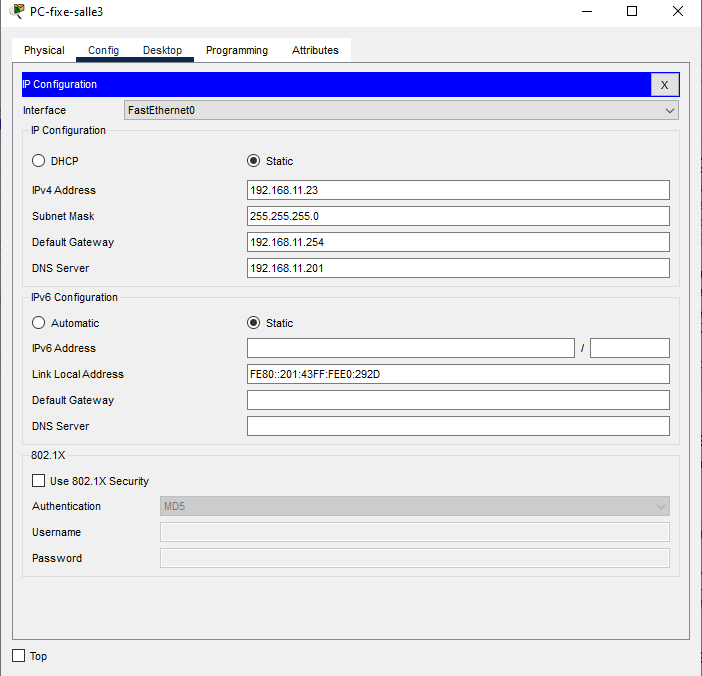 PC-fixe-salle3
Physical Config Desktop Programming Attributes
IP Configuration X
Interface FastEthernet0
IP Configuration
DHCP Static
IPv4 Address 192.168.11.23
Subnet Mask 255.255.255.0
Default Gateway 192.168.11.254
DNS Server 192.168.11.201
IPv6 Configuration
Automatic Static
IPv6 Address /
Link Local Address FE80::201:43FF:FEE0:292D
Default Gateway
DNS Server
802.1X
Use 802.1X Security
Authentication MD5
Username
Password
Top